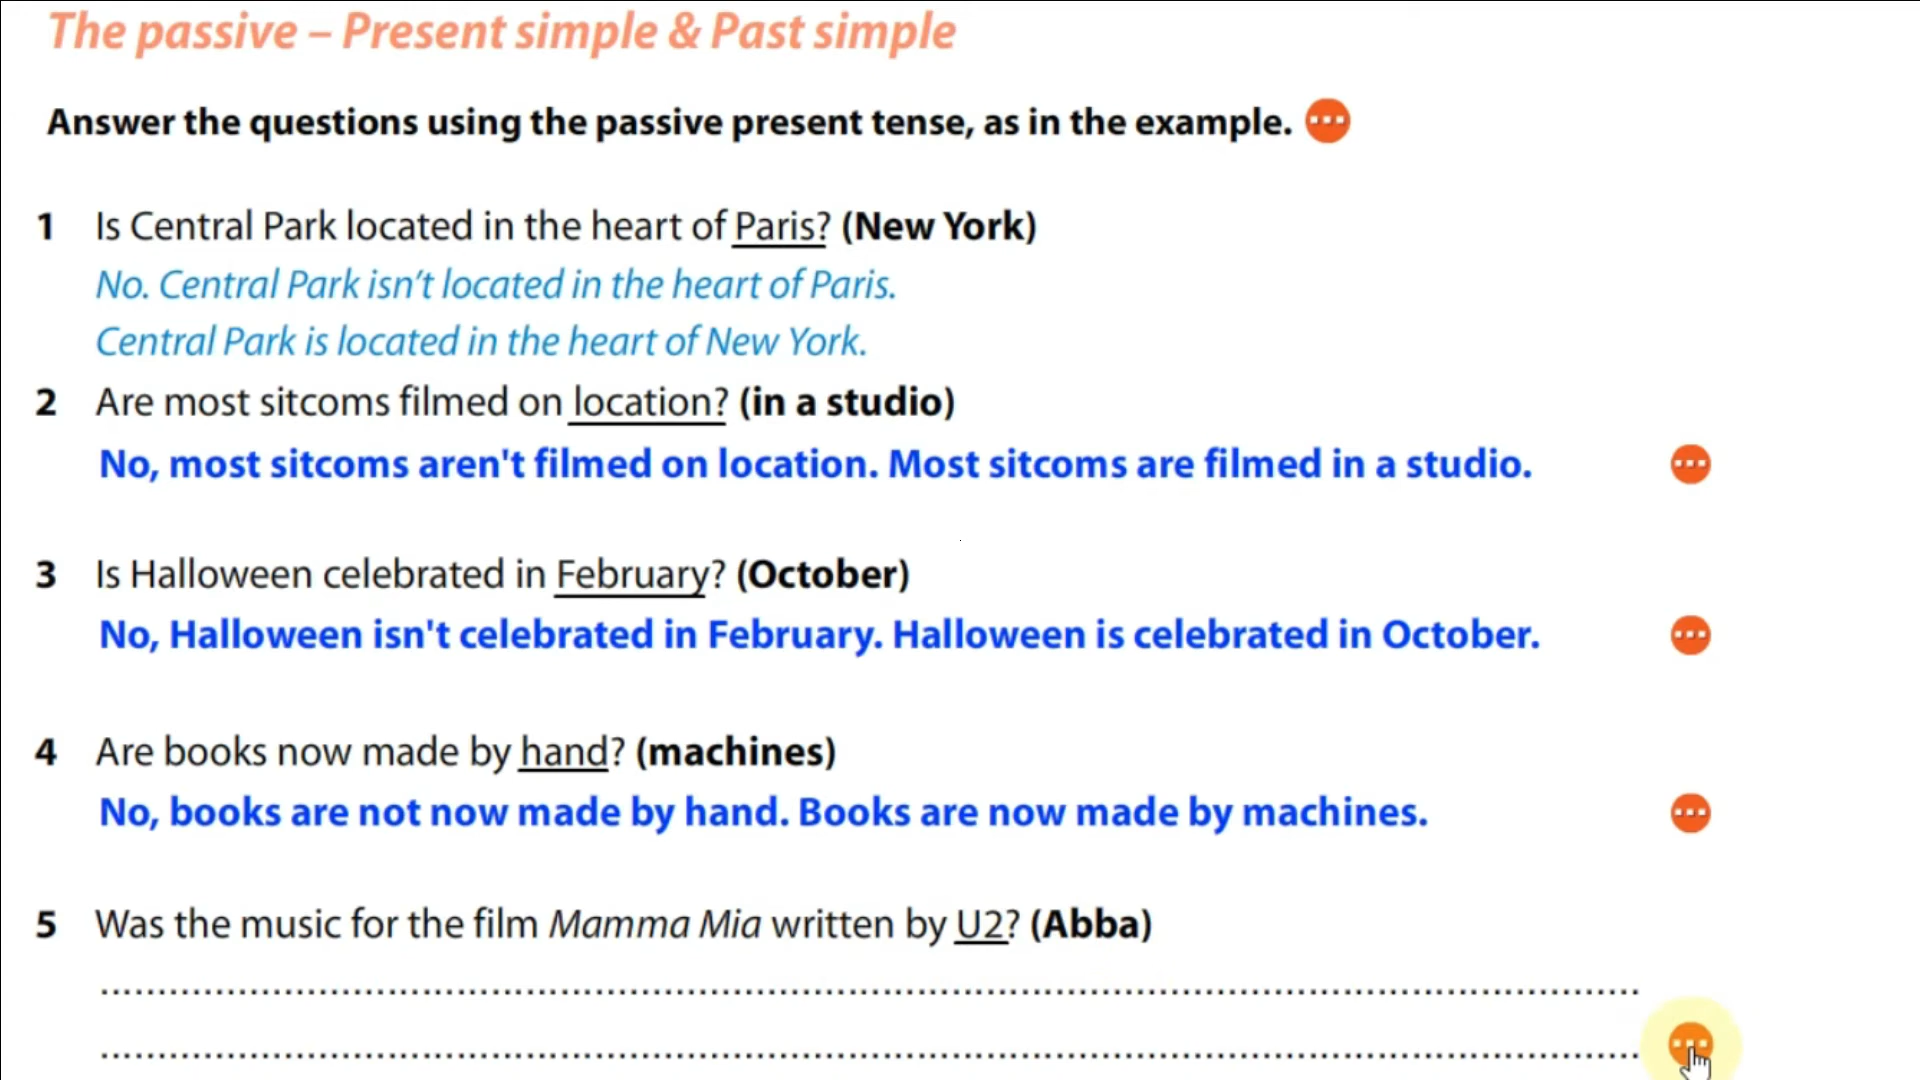 The passive – Present simple & Past simple
Answer the questions using the passive present tense, as in the example.
1 Is Central Park located in the heart of Paris? (New York)
No. Central Park isn’t located in the heart of Paris.
Central Park is located in the heart of New York.
2 Are most sitcoms filmed on location? (in a studio)
No, most sitcoms aren't filmed on location. Most sitcoms are filmed in a studio.
3 Is Halloween celebrated in February? (October)
No, Halloween isn't celebrated in February. Halloween is celebrated in October.
4 Are books now made by hand? (machines)
No, books are not now made by hand. Books are now made by machines.
5 Was the music for the film Mamma Mia written by U2? (Abba)